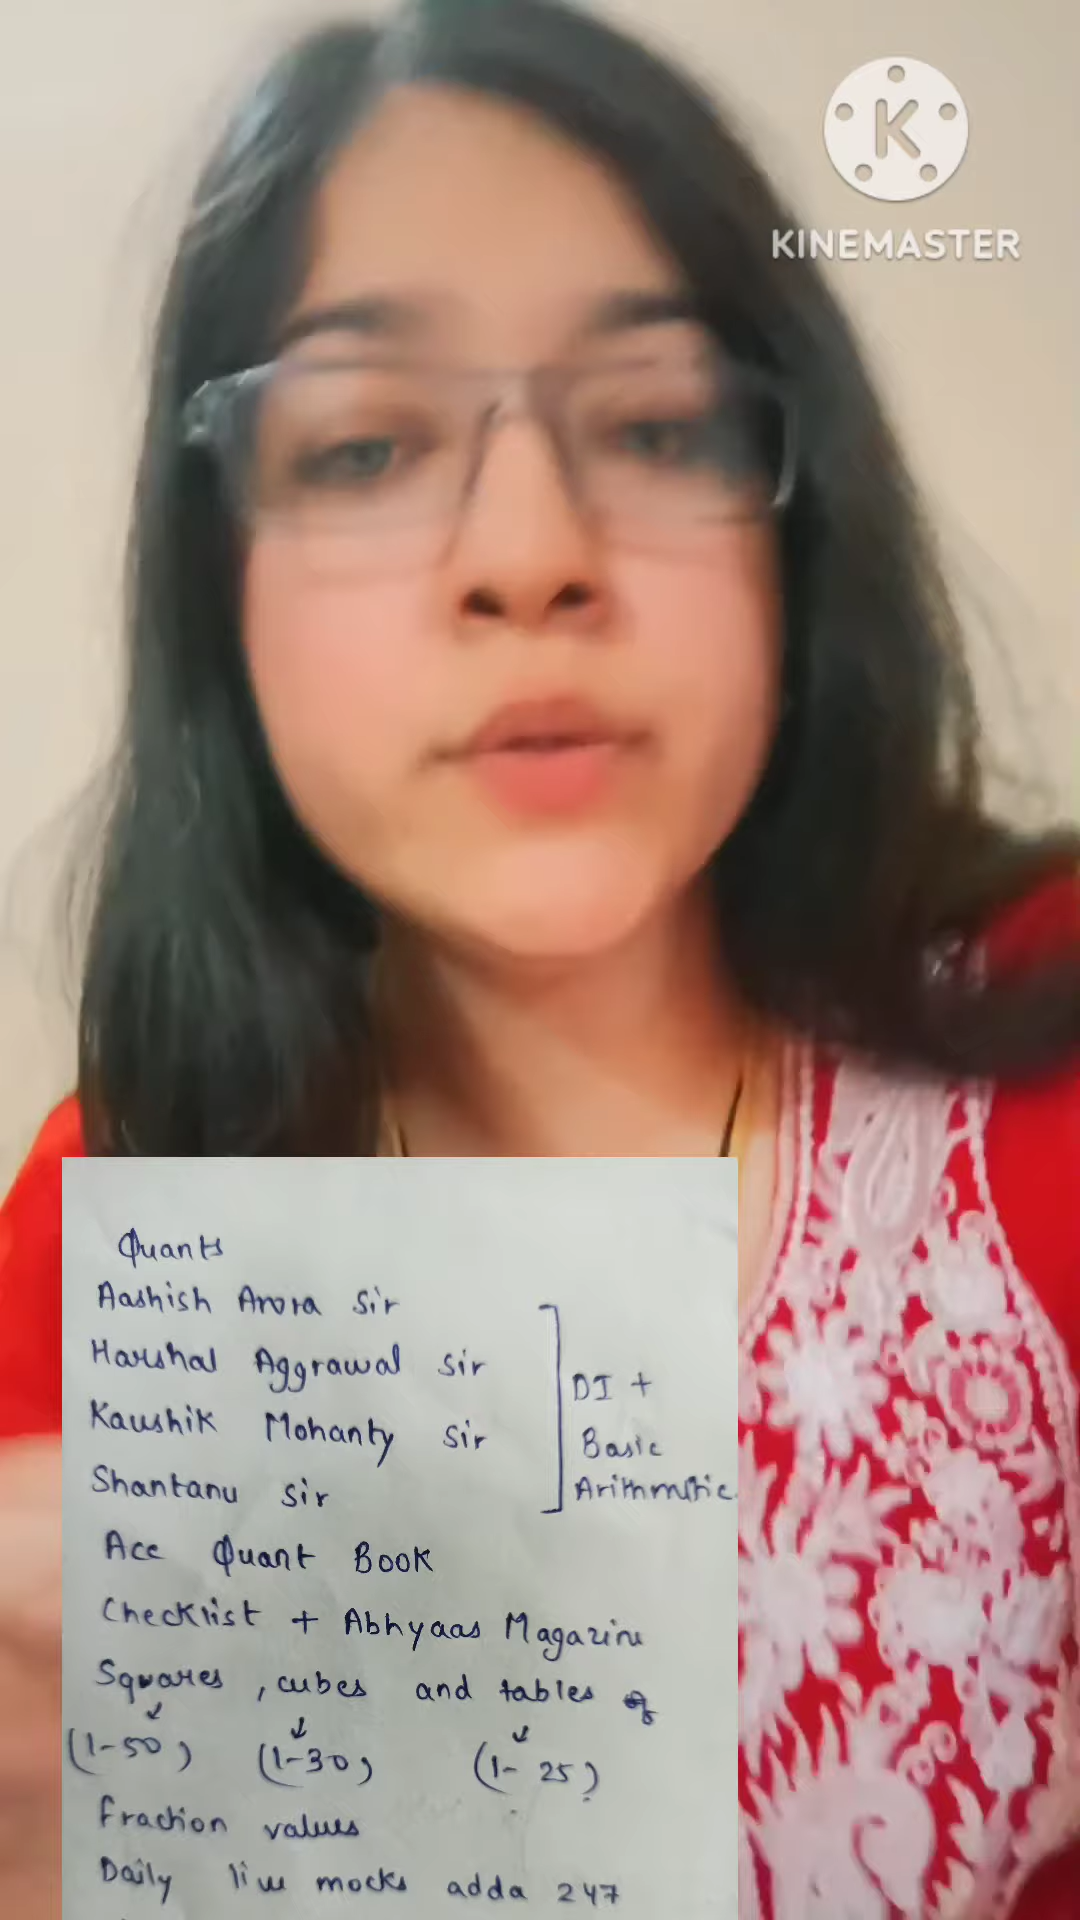 KINEMASTER
Quants
Aashish Arora Sir
Harshal Aggrawal Sir
Kaushik Mohanty Sir
Shantanu Sir
DI +
Basic
Arithmetic
Ace Quant Book
Checklist + Abhyaas Magazine
Squares, cubes and tables of
(1-50) (1-30) (1-25)
Fraction values
Daily live mocks adda 247